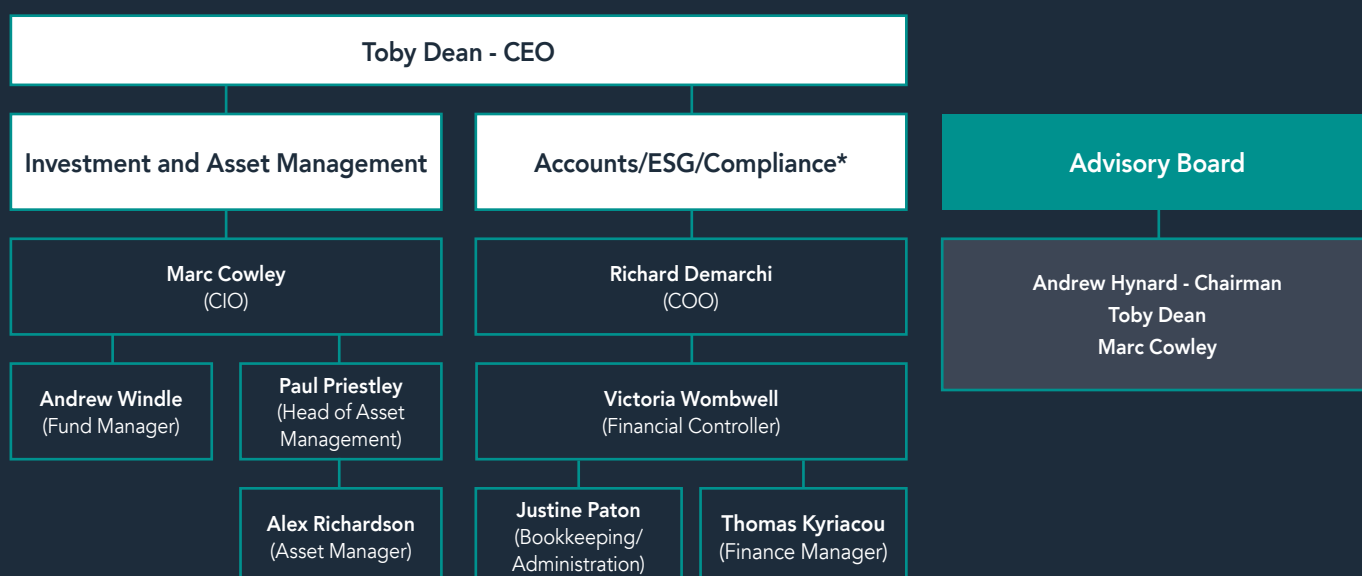 Toby Dean - CEO
Investment and Asset Management
Accounts/ESG/Compliance*
Advisory Board
Marc Cowley
(CIO)
Richard Demarchi
(COO)
Andrew Hynard - Chairman
Toby Dean
Marc Cowley
Andrew Windle
(Fund Manager)
Paul Priestley
(Head of Asset
Management)
Victoria Wombwell
(Financial Controller)
Alex Richardson
(Asset Manager)
Justine Paton
(Bookkeeping/
Administration)
Thomas Kyriacou
(Finance Manager)